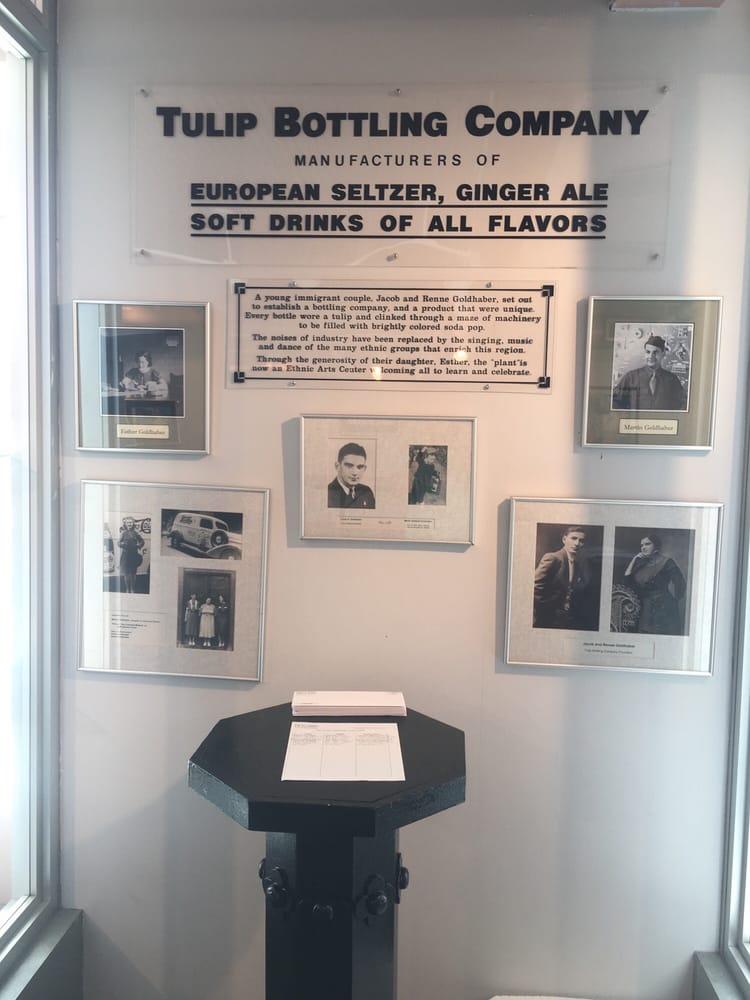 TULIP BOTTLING COMPANY
MANUFACTURERS OF
EUROPEAN SELTZER, GINGER ALE
SOFT DRINKS OF ALL FLAVORS
A young immigrant couple, Jacob and Renne Goldhaber, set out
to establish a bottling company, and a product that were unique.
Every bottle wore a tulip and clinked through a maze of machinery
to be filled with brightly colored soda pop.
The noises of industry have been replaced by the singing, music
and dance of the many ethnic groups that enrich this region.
Through the generosity of their daughter, Esther, the "plant"is
now an Ethnic Arts Center welcoming all to learn and celebrate.
Esther Goldhaber
Martin Goldhaber
Jacob and Renne Goldhaber
Tulip Bottling Company Founders